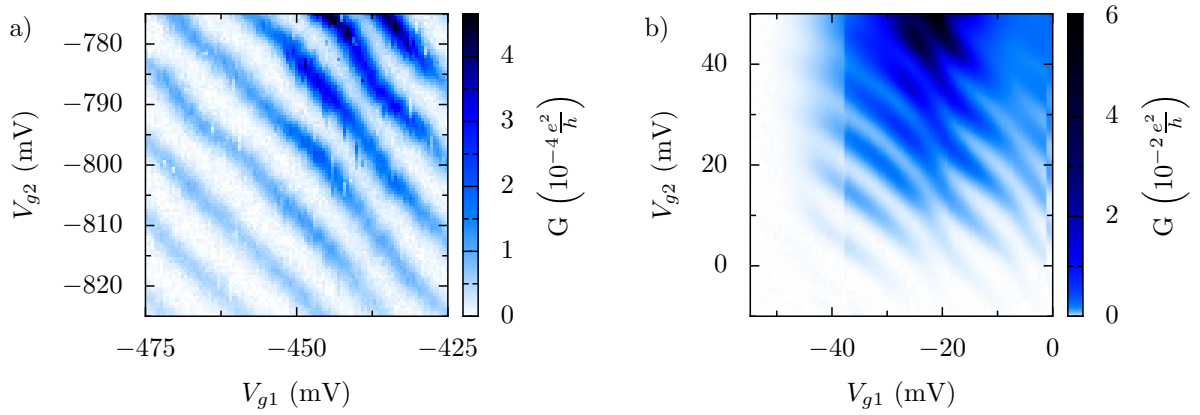 a)
−780
−790
−800
−810
−820
V_{g2} (mV)
−475
−450
−425
V_{g1} (mV)
4
3
2
1
0
G (10^{−4} \frac{e^2}{h})
b)
40
20
0
V_{g2} (mV)
−40
−20
0
V_{g1} (mV)
6
4
2
0
G (10^{−2} \frac{e^2}{h})